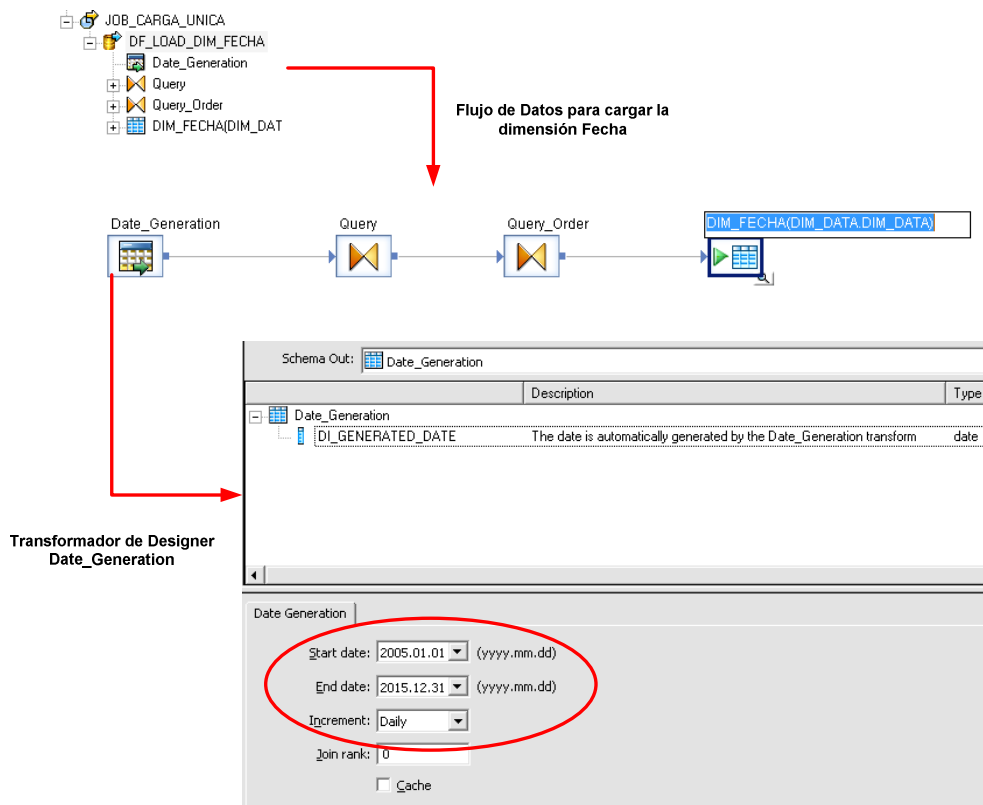 JOB_CARGA_UNICA
DF_LOAD_DIM_FECHA
Date_Generation
Query
Query_Order
DIM_FECHA(DIM_DAT
Flujo de Datos para cargar la
dimensión Fecha
Date_Generation
Query
Query_Order
DIM_FECHA(DIM_DATA.DIM_DATA)
Schema Out: Date_Generation
Description Type
Date_Generation
DI_GENERATED_DATE The date is automatically generated by the Date_Generation transform date
Transformador de Designer
Date_Generation
Date Generation
Start date: 2005.01.01 (yyyy.mm.dd)
End date: 2015.12.31 (yyyy.mm.dd)
Increment: Daily
Join rank: 0
Cache